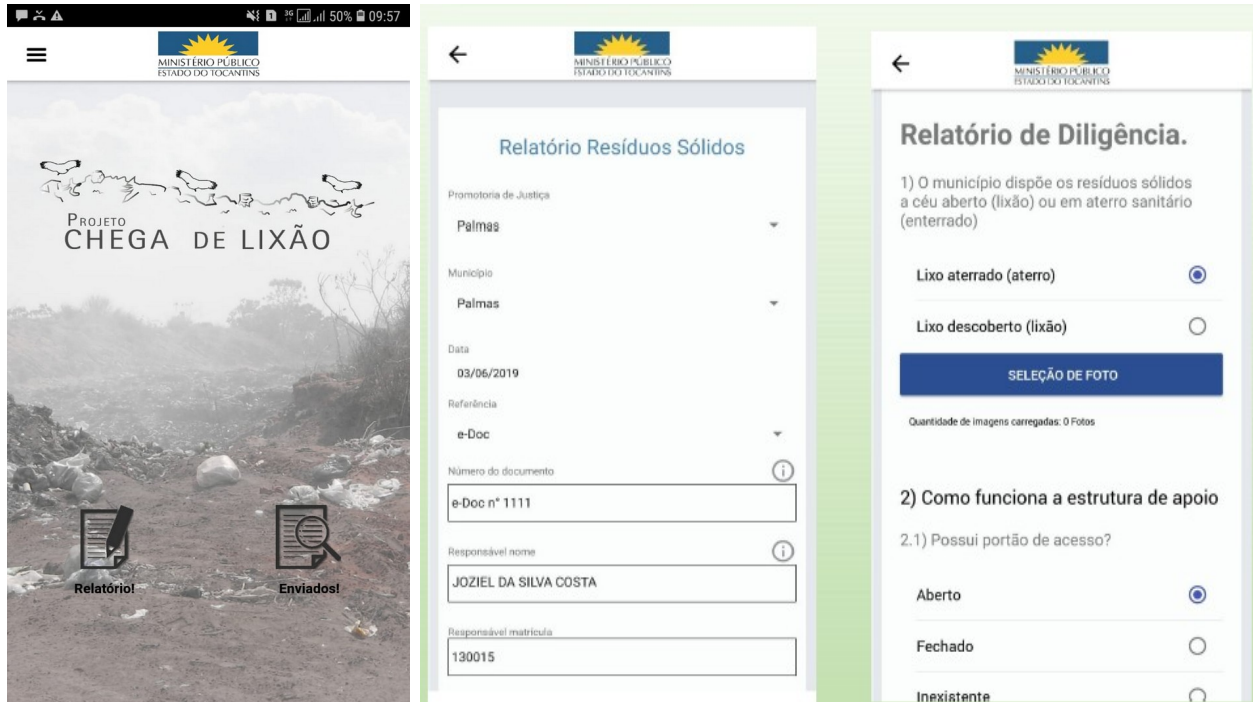 3G 50% 09:57
MINISTÉRIO PÚBLICO
ESTADO DO TOCANTINS
PROJETO
CHEGA DE LIXÃO
Relatório!
Enviados!
MINISTÉRIO PÚBLICO
ESTADO DO TOCANTINS
Relatório Resíduos Sólidos
Promotoria de Justiça
Palmas
Município
Palmas
Data
03/06/2019
Referência
e-Doc
Número do documento
e-Doc n° 1111
Responsável nome
JOZIEL DA SILVA COSTA
Responsável matrícula
130015
MINISTÉRIO PÚBLICO
ESTADO DO TOCANTINS
Relatório de Diligência.
1) O município dispõe os resíduos sólidos
a céu aberto (lixão) ou em aterro sanitário
(enterrado)
Lixo aterrado (aterro)
Lixo descoberto (lixão)
SELEÇÃO DE FOTO
Quantidade de imagens carregadas: 0 Fotos
2) Como funciona a estrutura de apoio
2.1) Possui portão de acesso?
Aberto
Fechado
Inexistente